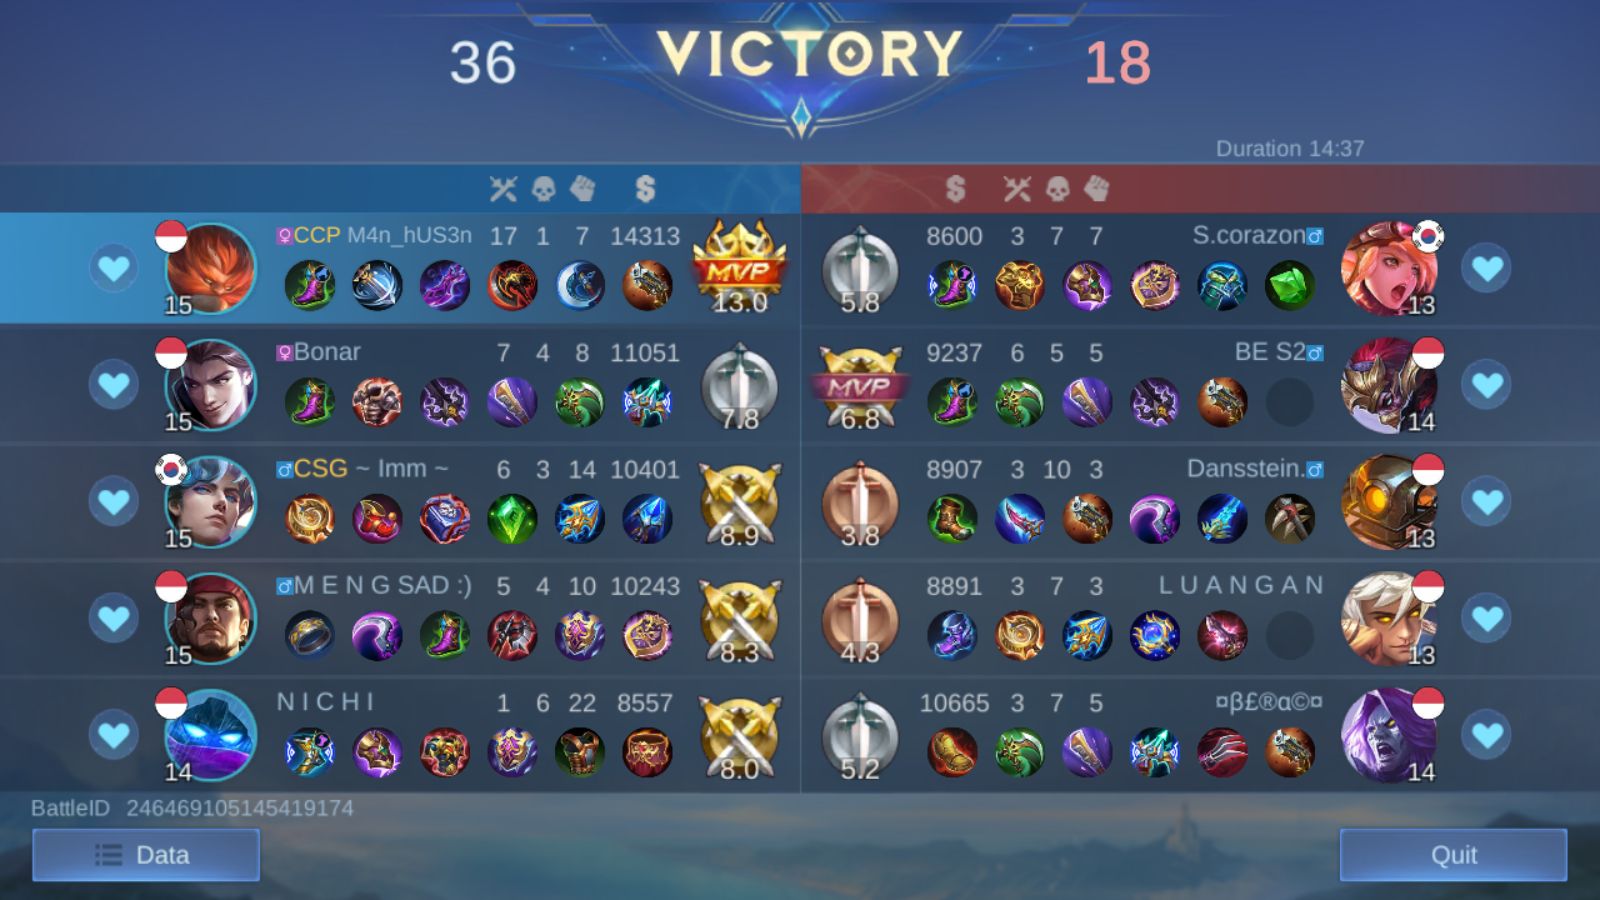 36 VICTORY 18
Duration 14:37
CCP M4n_hUS3n 17 1 7 14313 MVP 13.0 15
5.8 8600 3 7 7 S.corazon 13
Bonar 7 4 8 11051 7.8 15
MVP 6.8 9237 6 5 5 BE S2 14
CSG ~ Imm ~ 6 3 14 10401 8.9 15
3.8 8907 3 10 3 Dansstein. 13
M E N G SAD :) 5 4 10 10243 8.3 15
4.3 8891 3 7 3 L U A N G A N 13
N I C H I 1 6 22 8557 8.0 14
5.2 10665 3 7 5 ¤β£®α©¤ 14
BattleID 246469105145419174
Data
Quit